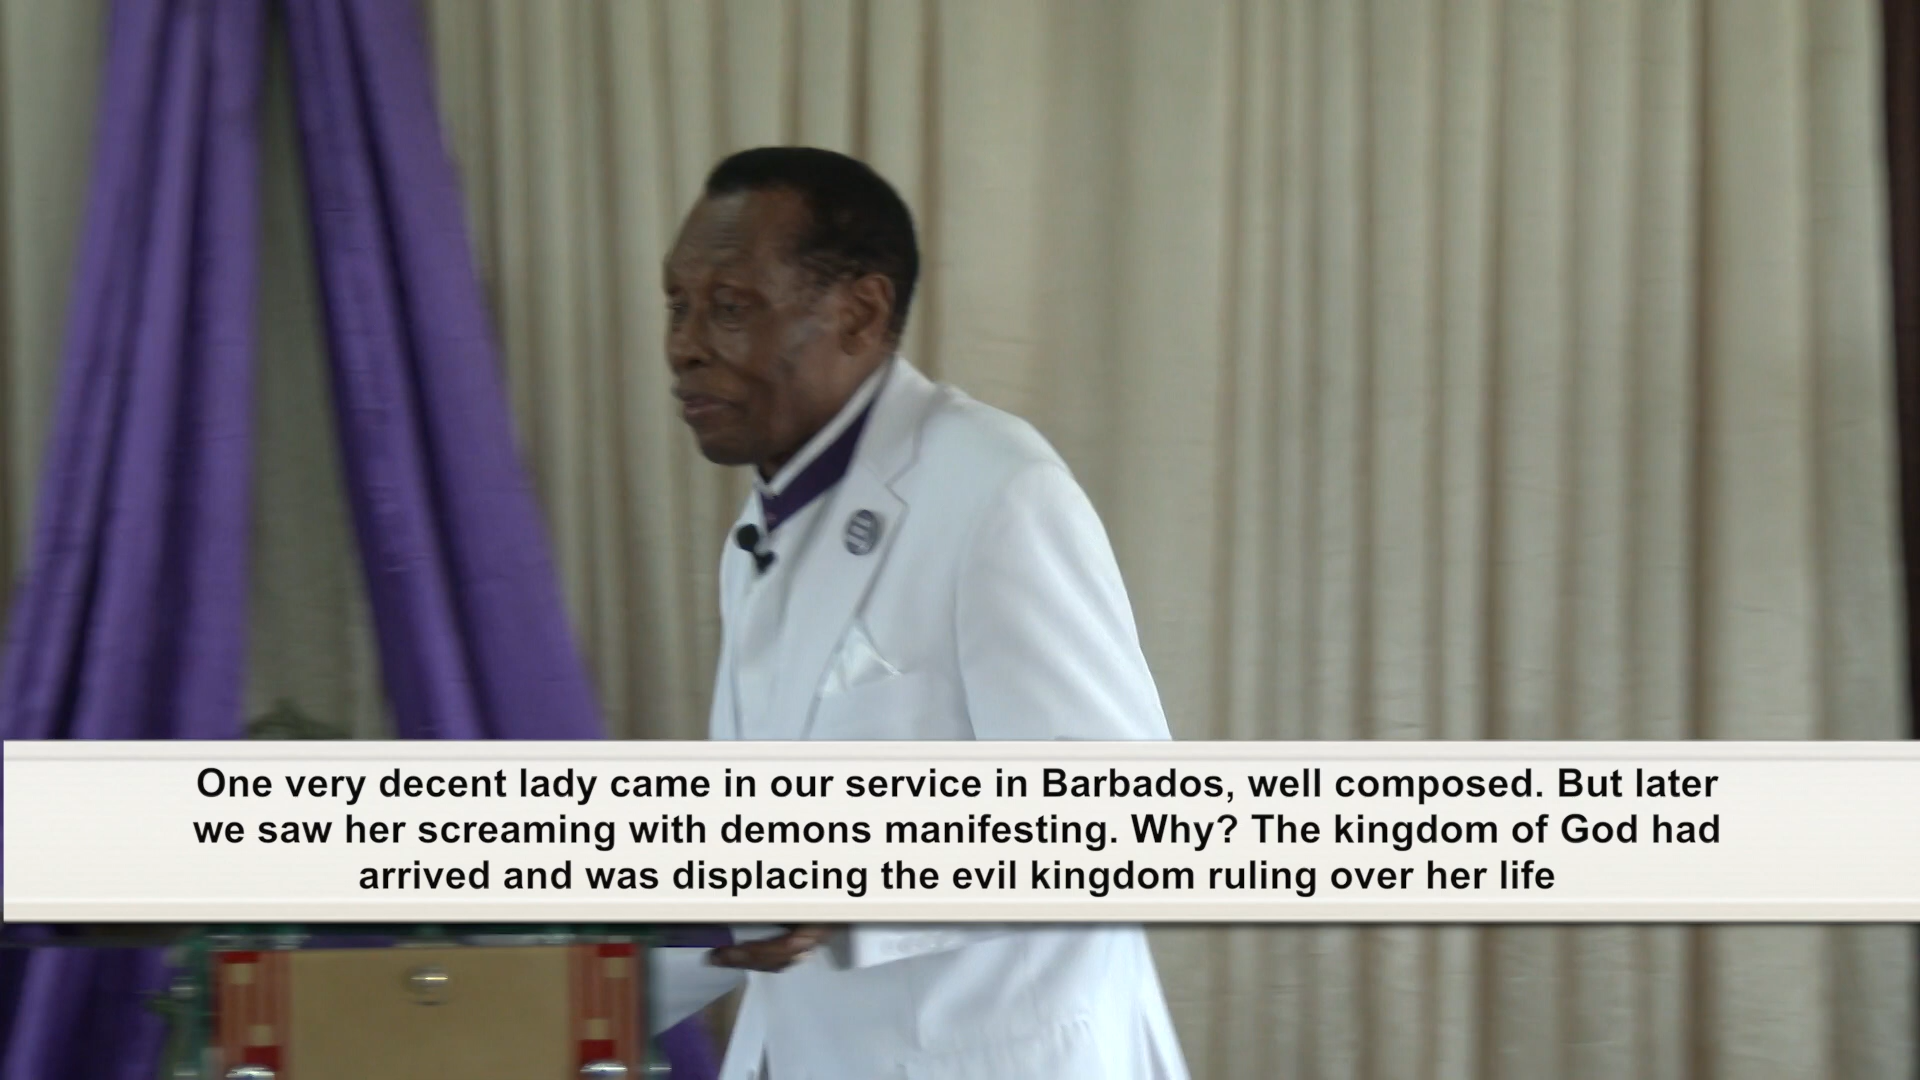 One very decent lady came in our service in Barbados, well composed. But later
we saw her screaming with demons manifesting. Why? The kingdom of God had
arrived and was displacing the evil kingdom ruling over her life